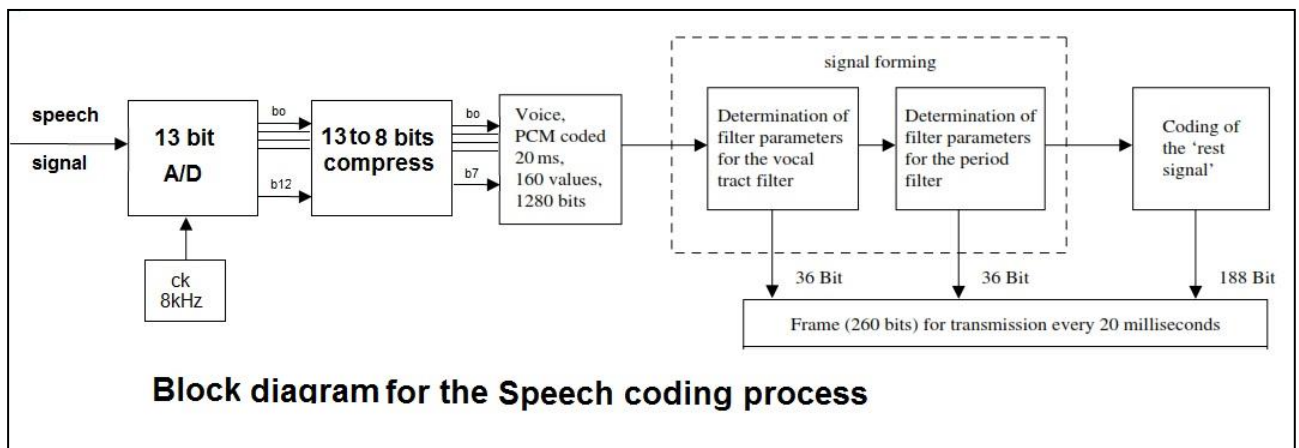 speech
signal
13 bit
A/D
ck
8kHz
bo
b12
13 to 8 bits
compress
bo
b7
Voice,
PCM coded
20 ms,
160 values,
1280 bits
signal forming
Determination of
filter parameters
for the vocal
tract filter
Determination of
filter parameters
for the period
filter
Coding of
the ‘rest
signal’
36 Bit
36 Bit
188 Bit
Frame (260 bits) for transmission every 20 milliseconds
Block diagram for the Speech coding process